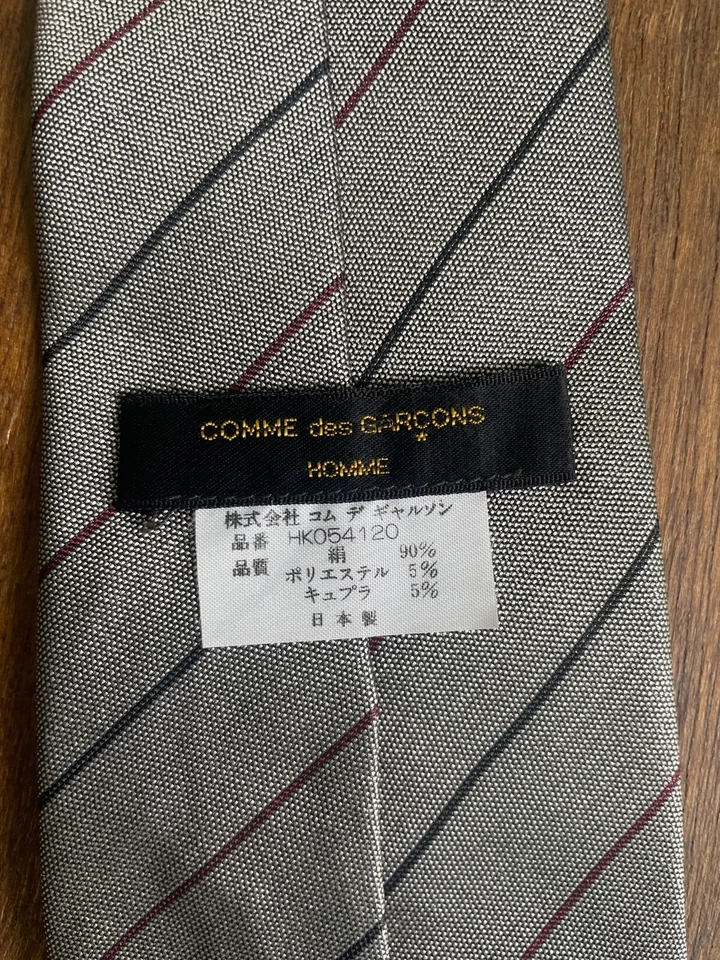 COMME des GARÇONS
HOMME
株式会社 コム デ ギャルソン
品番 HK054120
品質 絹 90%
ポリエステル 5%
キュプラ 5%
日本製